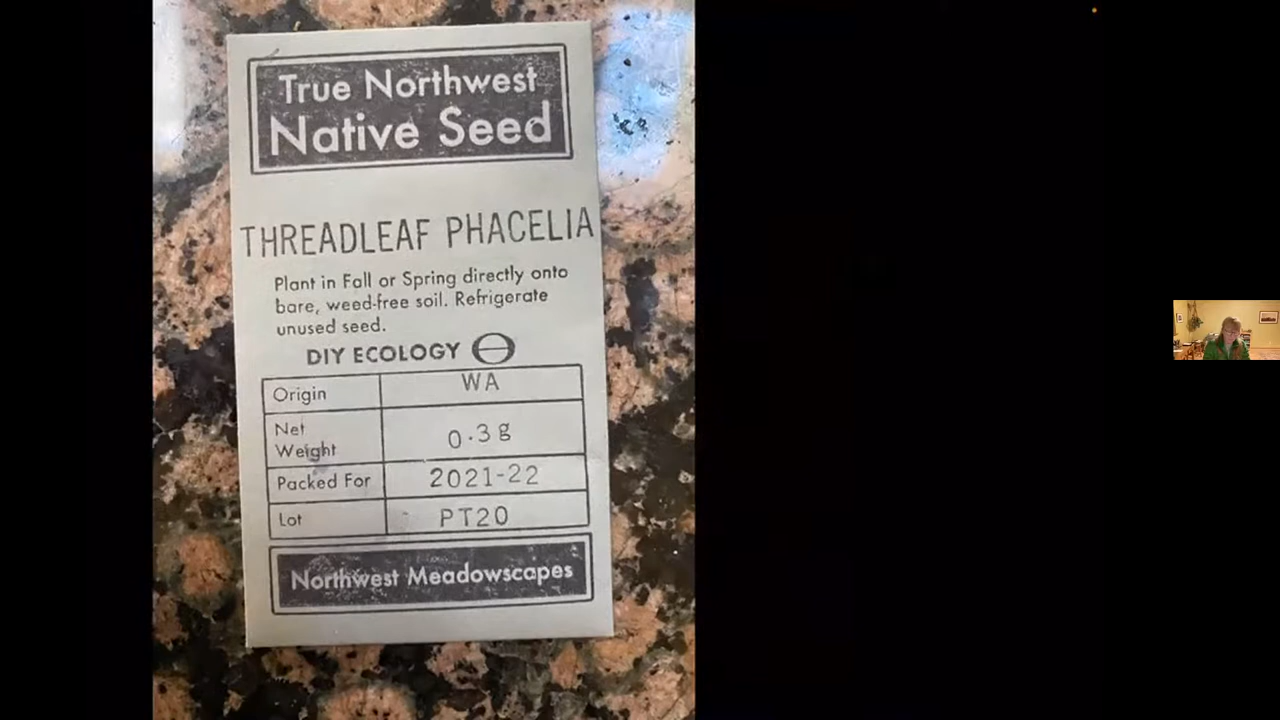 True Northwest
Native Seed
THREADLEAF PHACELIA
Plant in Fall or Spring directly onto
bare, weed-free soil. Refrigerate
unused seed.
DIY ECOLOGY
Origin WA
Net Weight 0.3g
Packed For 2021-22
Lot PT20
Northwest Meadowscapes